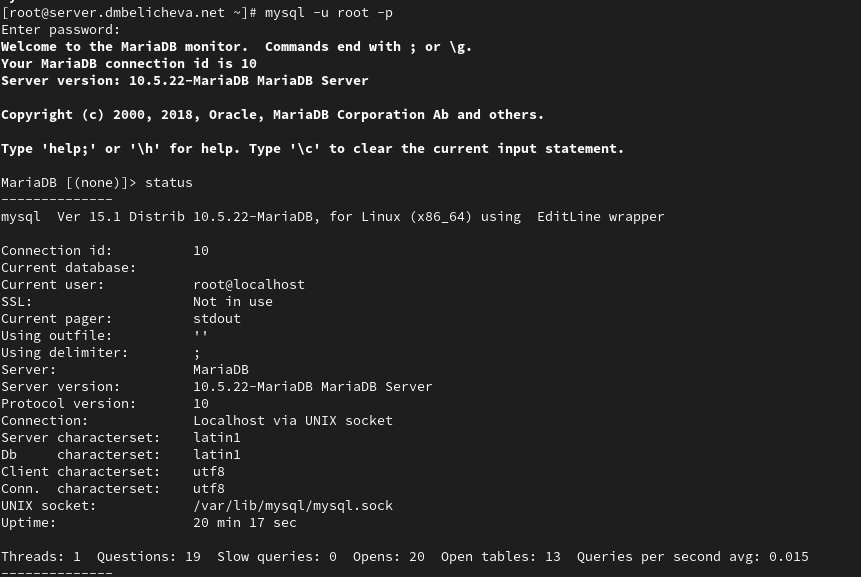 [root@server.dmbelicheva.net ~]# mysql -u root -p
Enter password:
Welcome to the MariaDB monitor.  Commands end with ; or \g.
Your MariaDB connection id is 10
Server version: 10.5.22-MariaDB MariaDB Server

Copyright (c) 2000, 2018, Oracle, MariaDB Corporation Ab and others.

Type 'help;' or '\h' for help. Type '\c' to clear the current input statement.

MariaDB [(none)]> status
--------------
mysql  Ver 15.1 Distrib 10.5.22-MariaDB, for Linux (x86_64) using  EditLine wrapper

Connection id:          10
Current database:
Current user:           root@localhost
SSL:                    Not in use
Current pager:          stdout
Using outfile:          ''
Using delimiter:        ;
Server:                 MariaDB
Server version:         10.5.22-MariaDB MariaDB Server
Protocol version:       10
Connection:             Localhost via UNIX socket
Server characterset:    latin1
Db     characterset:    latin1
Client characterset:    utf8
Conn.  characterset:    utf8
UNIX socket:            /var/lib/mysql/mysql.sock
Uptime:                 20 min 17 sec

Threads: 1  Questions: 19  Slow queries: 0  Opens: 20  Open tables: 13  Queries per second avg: 0.015
--------------